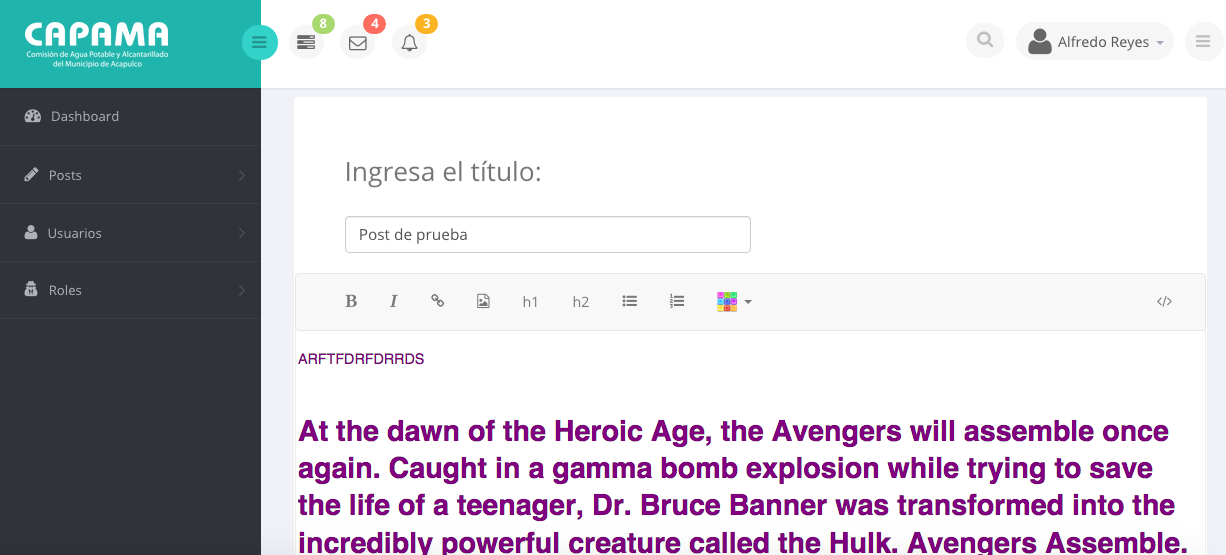 CAPAMA
Comisión de Agua Potable y Alcantarillado
del Municipio de Acapulco
8
4
3
Alfredo Reyes
Dashboard
Posts
Usuarios
Roles
Ingresa el título:
Post de prueba
B I h1 h2 </>
ARFTFDRFDRRDS
At the dawn of the Heroic Age, the Avengers will assemble once
again. Caught in a gamma bomb explosion while trying to save
the life of a teenager, Dr. Bruce Banner was transformed into the
incredibly powerful creature called the Hulk. Avengers Assemble.